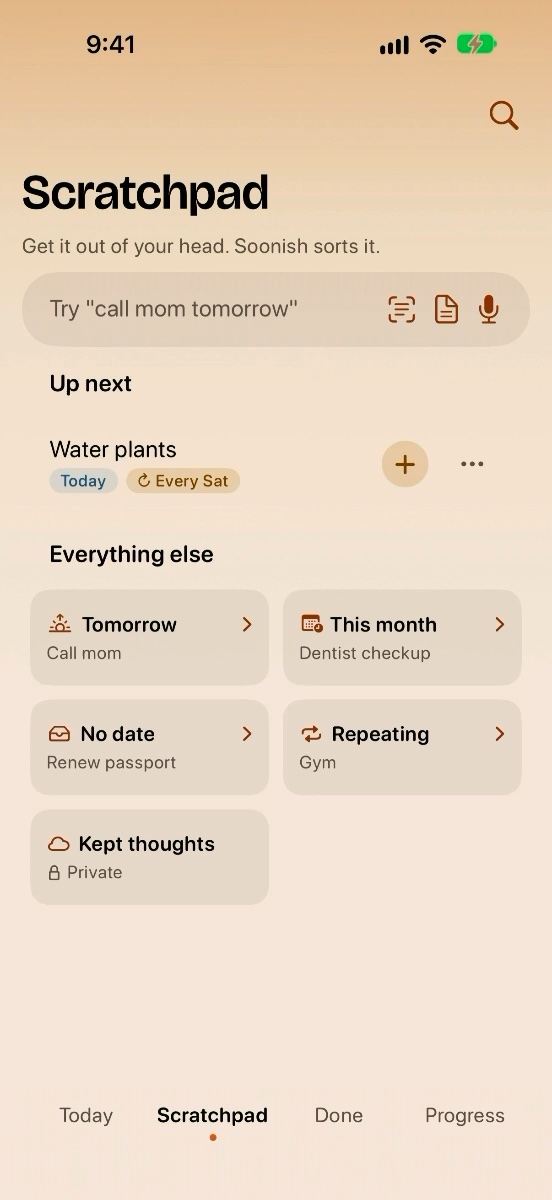 9:41
Scratchpad
Get it out of your head. Soonish sorts it.
Try "call mom tomorrow"
Up next
Water plants
Today
Every Sat
Everything else
Tomorrow
Call mom
This month
Dentist checkup
No date
Renew passport
Repeating
Gym
Kept thoughts
Private
Today
Scratchpad
Done
Progress